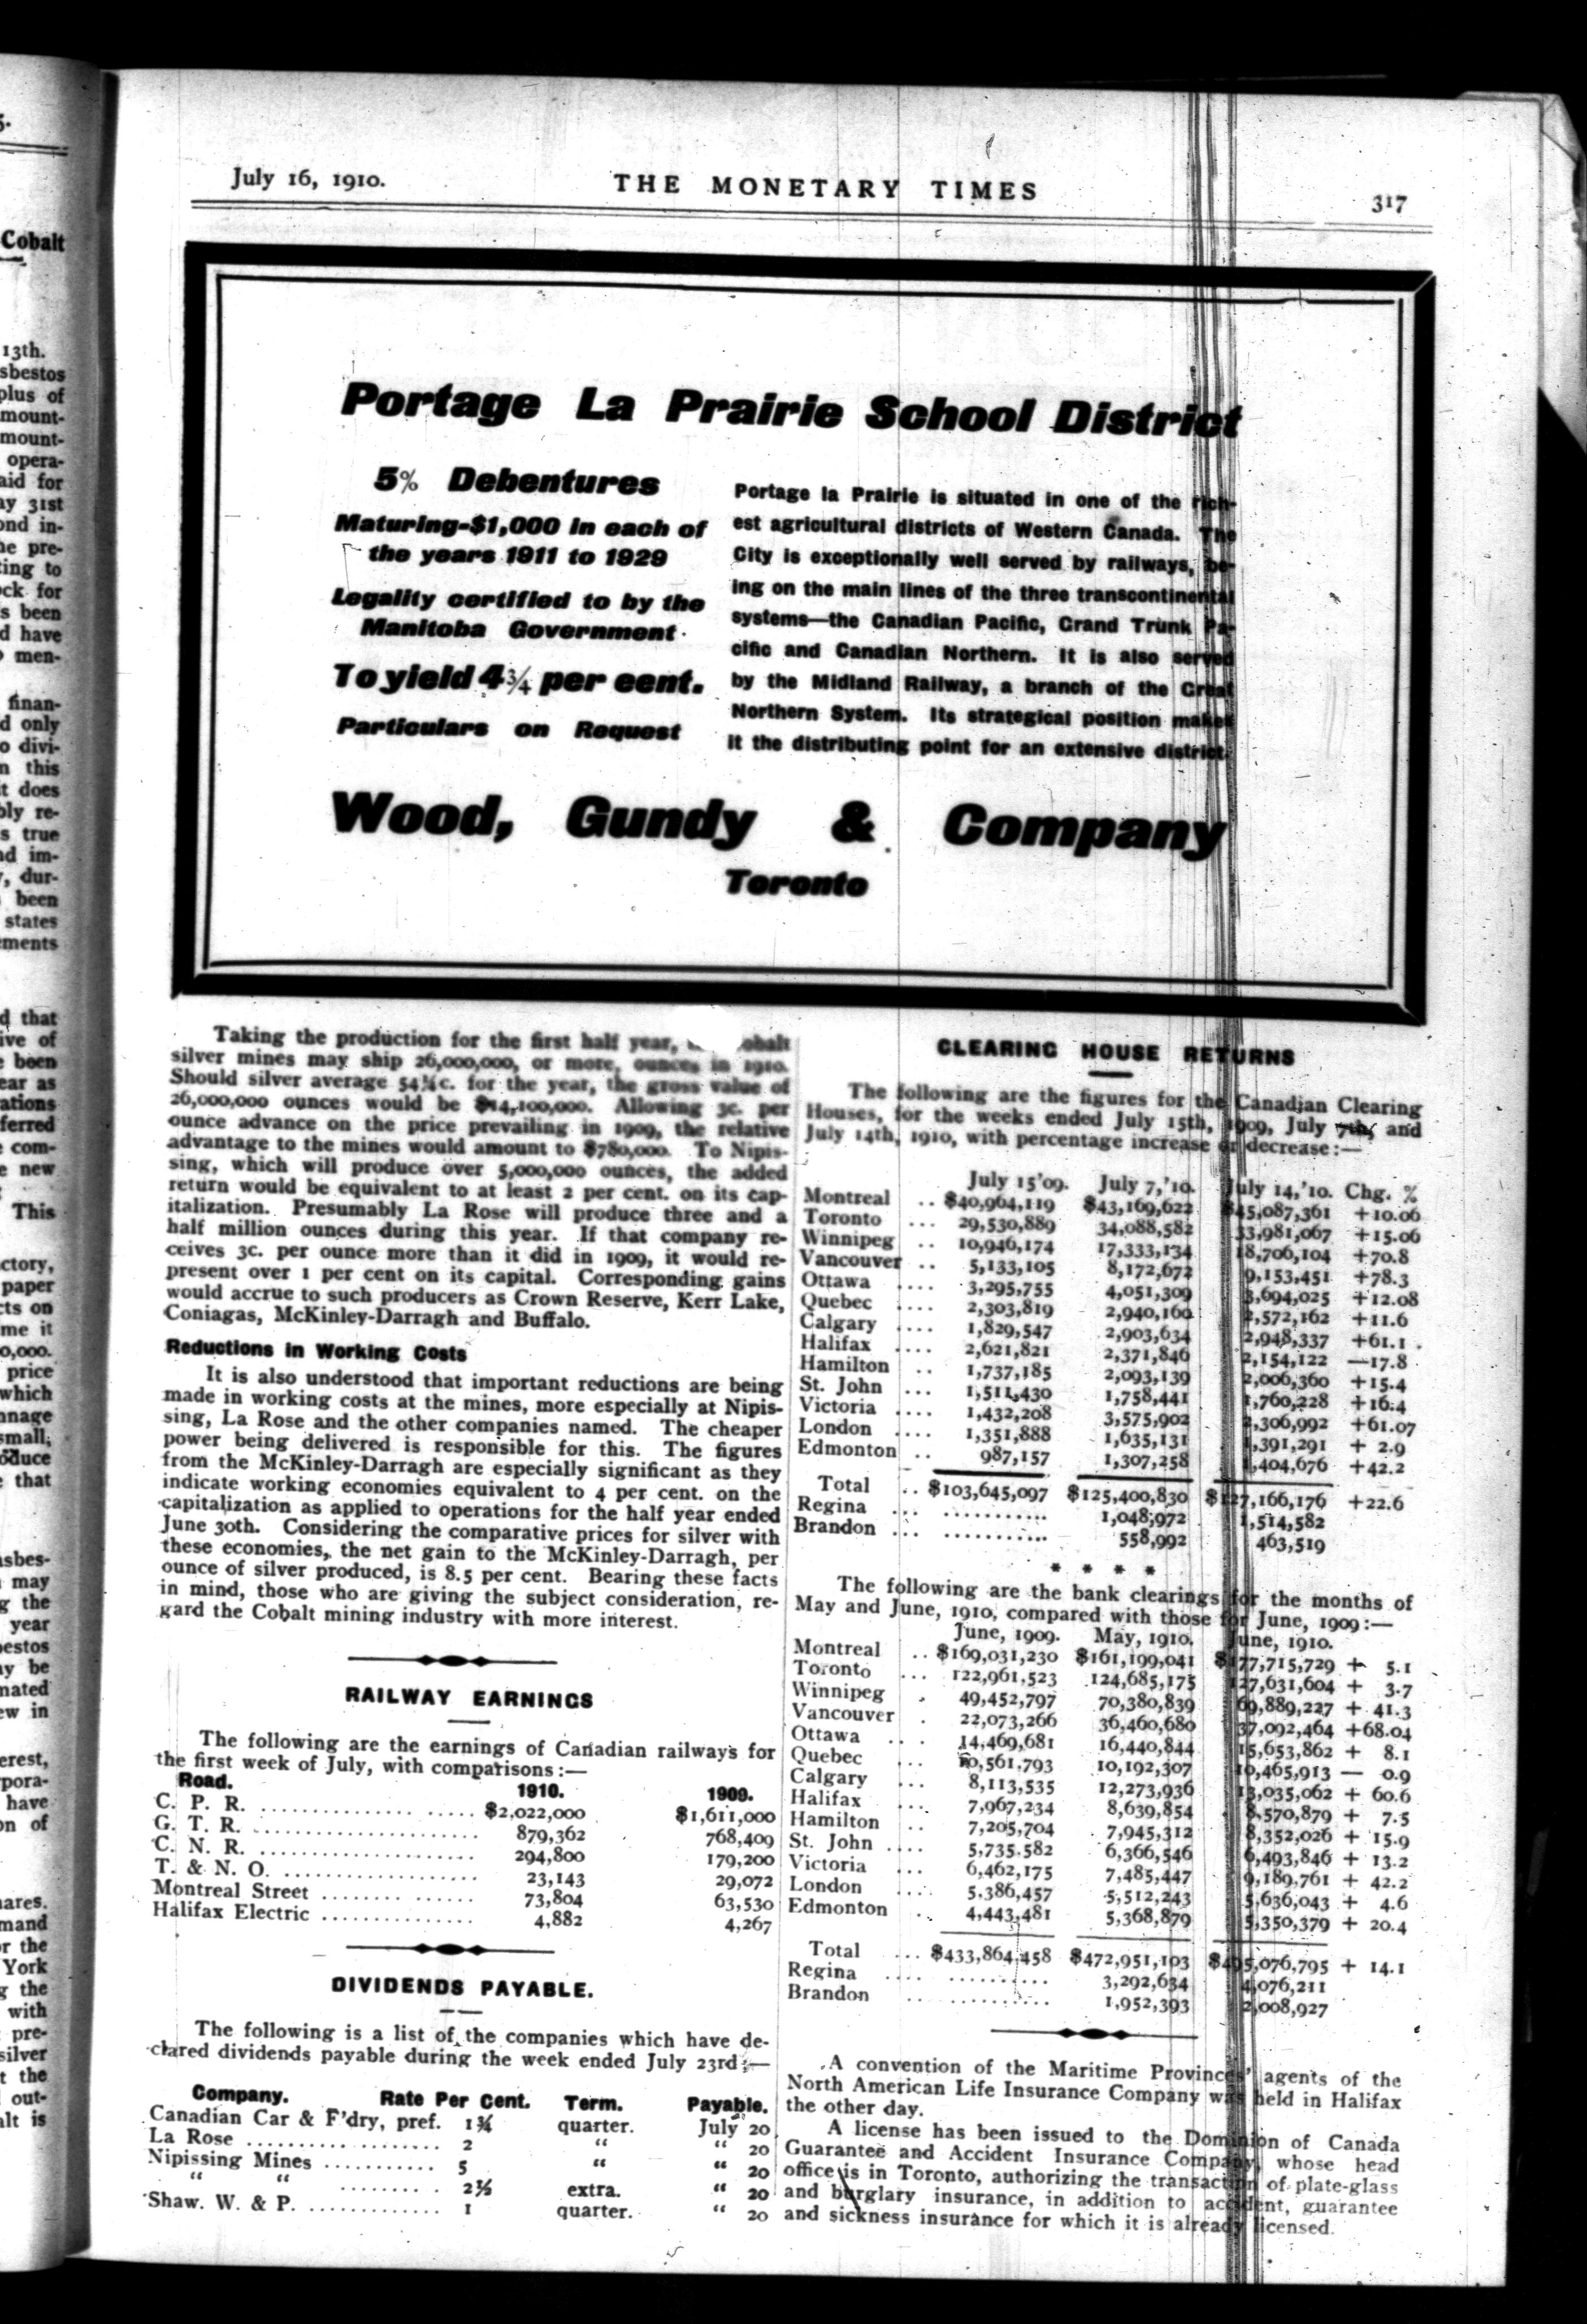 July 16, 1910.
THE MONETARY TIMES
317
Portage La Prairie School District
5% Debentures
Maturing-$1,000 in each of
the years 1911 to 1929
Legality certified to by the
Manitoba Government
To yield 4¾ per cent.
Particulars on Request
Portage la Prairie is situated in one of the rich-
est agricultural districts of Western Canada. The
City is exceptionally well served by railways, be-
ing on the main lines of the three transcontinental
systems—the Canadian Pacific, Grand Trunk Pa-
cific and Canadian Northern. It is also served
by the Midland Railway, a branch of the Great
Northern System. Its strategical position makes
it the distributing point for an extensive district.
Wood, Gundy & Company
Toronto
Taking the production for the first half year,
silver mines may ship 26,000,000, or more, ounces in 1910.
Should silver average 54¼c. for the year, the gross value of
26,000,000 ounces would be $14,100,000. Allowing 3c. per
ounce advance on the price prevailing in 1909, the relative
advantage to the mines would amount to $780,000. To Nipis-
sing, which will produce over 5,000,000 ounces, the added
return would be equivalent to at least 2 per cent. on its cap-
italization. Presumably La Rose will produce three and a
half million ounces during this year. If that company re-
ceives 3c. per ounce more than it did in 1909, it would re-
present over 1 per cent on its capital. Corresponding gains
would accrue to such producers as Crown Reserve, Kerr Lake,
Coniagas, McKinley-Darragh and Buffalo.
Reductions in Working Costs
It is also understood that important reductions are being
made in working costs at the mines, more especially at Nipis-
sing, La Rose and the other companies named. The cheaper
power being delivered is responsible for this. The figures
from the McKinley-Darragh are especially significant as they
indicate working economies equivalent to 4 per cent. on the
capitalization as applied to operations for the half year ended
June 30th. Considering the comparative prices for silver with
these economies, the net gain to the McKinley-Darragh, per
ounce of silver produced, is 8.5 per cent. Bearing these facts
in mind, those who are giving the subject consideration, re-
gard the Cobalt mining industry with more interest.
RAILWAY EARNINGS
The following are the earnings of Canadian railways for
the first week of July, with comparisons:—
Road. 1910. 1909.
C. P. R. .................... $2,022,000 $1,611,000
G. T. R. .................... 879,362 768,409
C. N. R. .................... 294,800 179,200
T. & N. O. .................... 23,143 29,072
Montreal Street ............... 73,804 63,530
Halifax Electric ............... 4,882 4,267
DIVIDENDS PAYABLE.
The following is a list of the companies which have de-
clared dividends payable during the week ended July 23rd:—
Company. Rate Per Cent. Term. Payable.
Canadian Car & F'dry, pref. 1¾ quarter. July 20
La Rose .................... 2 " " 20
Nipissing Mines ........... 5 " " 20
" " ......... 2½ extra. " 20
Shaw. W. & P. ............. 1 quarter. " 20
CLEARING HOUSE RETURNS
The following are the figures for the Canadian Clearing
Houses, for the weeks ended July 15th, 1909, July 7th, and
July 14th, 1910, with percentage increase or decrease:—
July 15'09. July 7,'10. July 14,'10. Chg. %
Montreal .. $40,964,119 $43,169,622 $45,087,361 +10.06
Toronto ... 29,530,889 34,088,582 33,981,067 +15.06
Winnipeg .. 10,946,174 17,333,134 18,706,104 +70.8
Vancouver .. 5,133,105 8,172,672 9,153,451 +78.3
Ottawa .... 3,295,755 4,051,309 3,694,025 +12.08
Quebec .... 2,303,819 2,940,160 2,572,162 +11.6
Calgary .... 1,829,547 2,903,634 2,948,337 +61.1
Halifax .... 2,621,821 2,371,846 2,154,122 —17.8
Hamilton .. 1,737,185 2,093,139 2,006,360 +15.4
St. John ... 1,511,430 1,758,441 1,760,228 +16.4
Victoria .... 1,432,208 3,575,902 2,306,992 +61.07
London .... 1,351,888 1,635,131 1,391,291 + 2.9
Edmonton .. 987,157 1,307,258 1,404,676 +42.2
Total .. $103,645,097 $125,400,830 $127,166,176 +22.6
Regina ... ........... 1,048,972 1,514,582
Brandon ... ........... 558,992 463,519
* * * *
The following are the bank clearings for the months of
May and June, 1910, compared with those for June, 1909:—
June, 1909. May, 1910. June, 1910.
Montreal .. $169,031,230 $161,199,041 $177,715,729 + 5.1
Toronto ... 122,961,523 124,685,175 127,631,604 + 3.7
Winnipeg . 49,452,797 70,380,839 69,889,227 + 41.3
Vancouver . 22,073,266 36,460,680 37,092,464 +68.04
Ottawa .... 14,469,681 16,440,844 15,653,862 + 8.1
Quebec ... 10,561,793 10,192,307 10,465,913 — 0.9
Calgary ... 8,113,535 12,273,936 13,035,062 + 60.6
Halifax .... 7,967,234 8,639,854 8,570,879 + 7.5
Hamilton .. 7,205,704 7,945,312 8,352,026 + 15.9
St. John ... 5,735,582 6,366,546 6,493,846 + 13.2
Victoria ... 6,462,175 7,485,447 9,189,761 + 42.2
London .... 5,386,457 5,512,243 5,636,043 + 4.6
Edmonton .. 4,443,481 5,368,879 5,350,379 + 20.4
Total ... $433,864,458 $472,951,103 $495,076,795 + 14.1
Regina .... .......... 3,292,634 4,076,211
Brandon .. .......... 1,952,393 2,008,927
A convention of the Maritime Provinces' agents of the
North American Life Insurance Company was held in Halifax
the other day.
A license has been issued to the Dominion of Canada
Guarantee and Accident Insurance Company, whose head
office is in Toronto, authorizing the transaction of plate-glass
and burglary insurance, in addition to accident, guarantee
and sickness insurance for which it is already licensed.